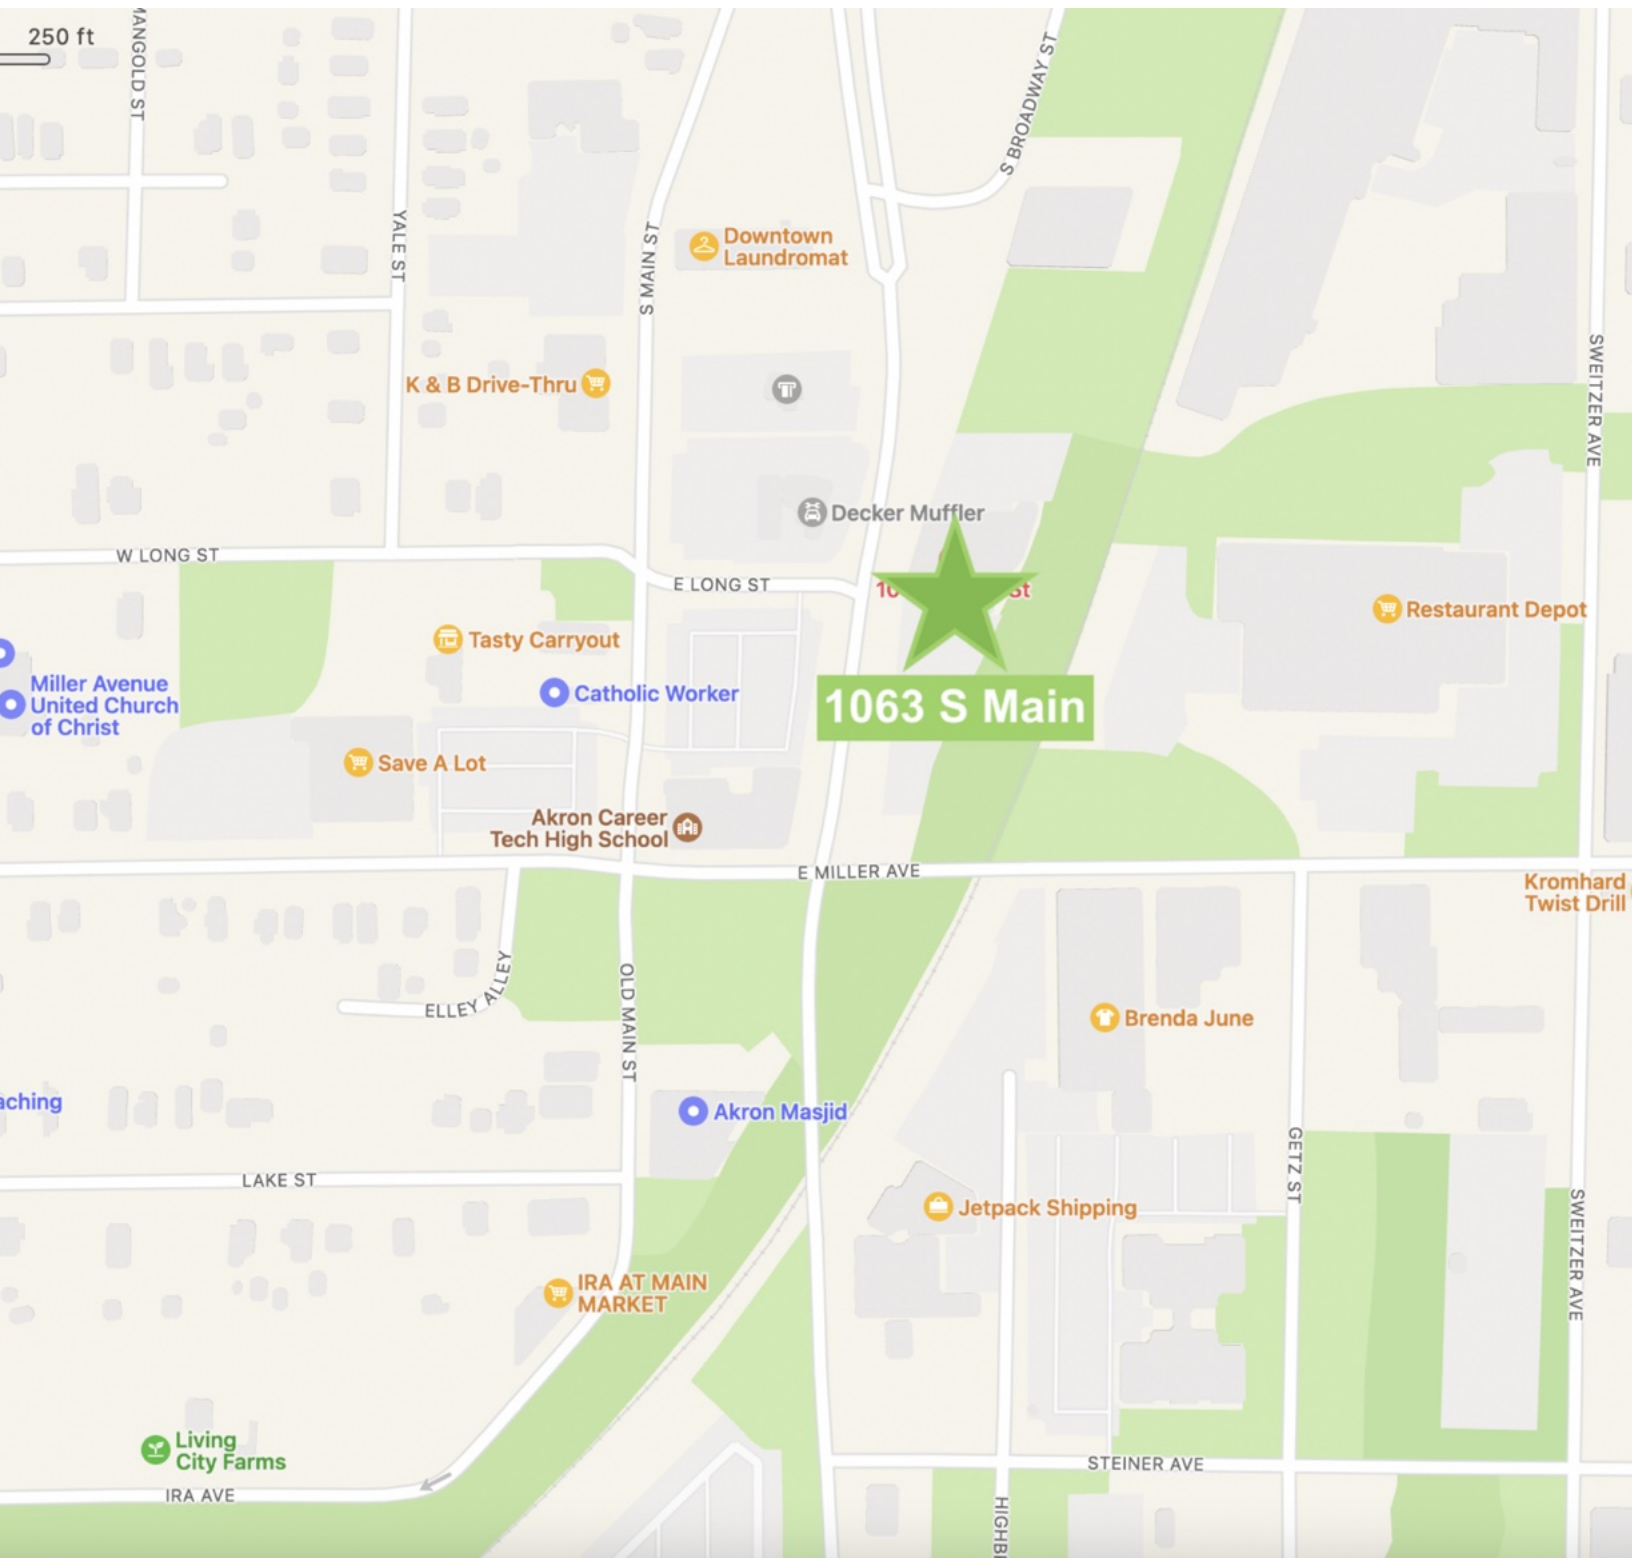 250 ft
MANGOLD ST
YALE ST
S MAIN ST
S BROADWAY ST
SWEITZER AVE
Downtown
Laundromat
K & B Drive-Thru
Decker Muffler
W LONG ST
E LONG ST
10
St
Restaurant Depot
Tasty Carryout
Miller Avenue
United Church
of Christ
Catholic Worker
1063 S Main
Save A Lot
Akron Career
Tech High School
E MILLER AVE
Kromhard
Twist Drill
ELLEY ALLEY
OLD MAIN ST
Brenda June
aching
Akron Masjid
LAKE ST
GETZ ST
Jetpack Shipping
SWEITZER AVE
IRA AT MAIN
MARKET
Living
City Farms
STEINER AVE
IRA AVE
HIGHB